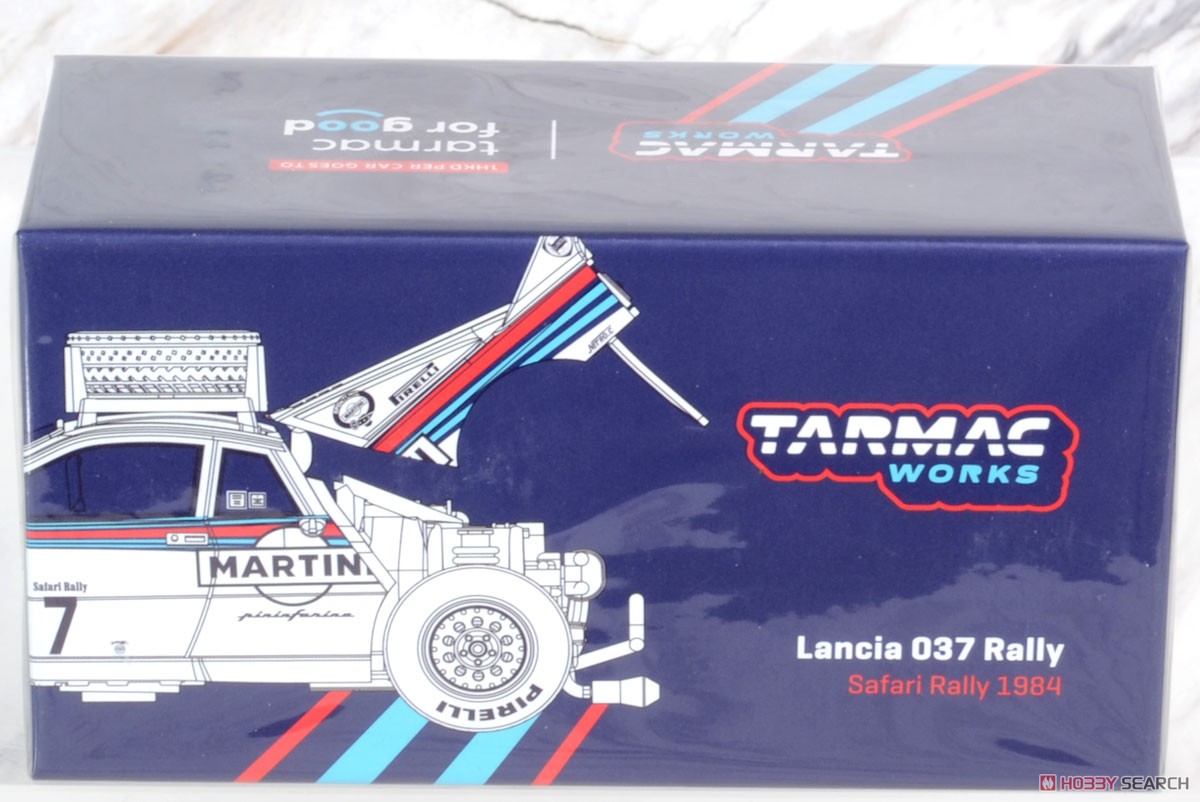 1HKD PER CAR GOES TO
tarmac
for good
TARMAC
WORKS
PIRELLI
TARMAC
WORKS
MARTINI
Safari Rally
7
pininfarina
PIRELLI
Lancia 037 Rally
Safari Rally 1984
HOBBY SEARCH